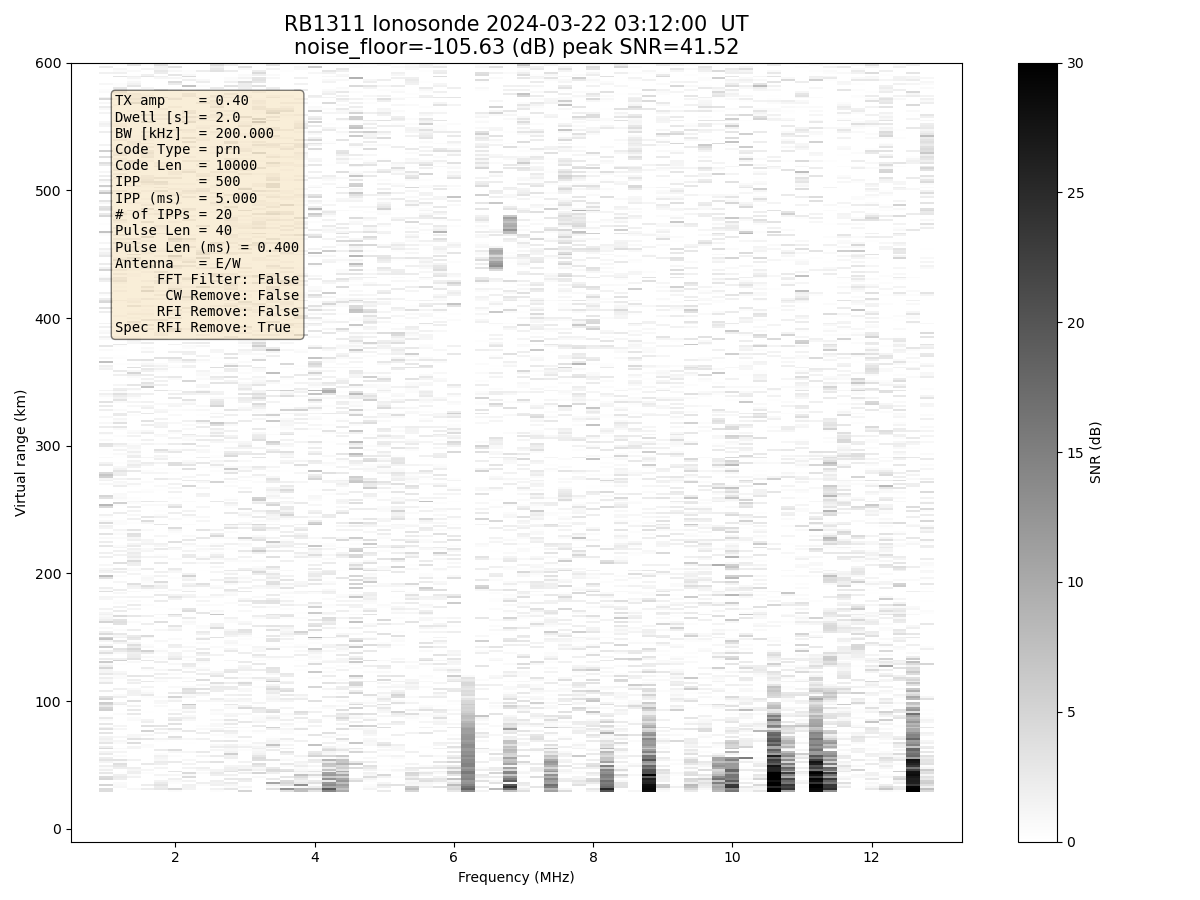 RB1311 Ionosonde 2024-03-22 03:12:00  UT
noise_floor=-105.63 (dB) peak SNR=41.52
TX amp    = 0.40
Dwell [s] = 2.0
BW [kHz]  = 200.000
Code Type = prn
Code Len  = 10000
IPP       = 500
IPP (ms)  = 5.000
# of IPPs = 20
Pulse Len = 40
Pulse Len (ms) = 0.400
Antenna   = E/W
FFT Filter: False
CW Remove: False
RFI Remove: False
Spec RFI Remove: True
600
500
400
300
200
100
0
Virtual range (km)
2
4
6
8
10
12
Frequency (MHz)
30
25
20
15
10
5
0
SNR (dB)